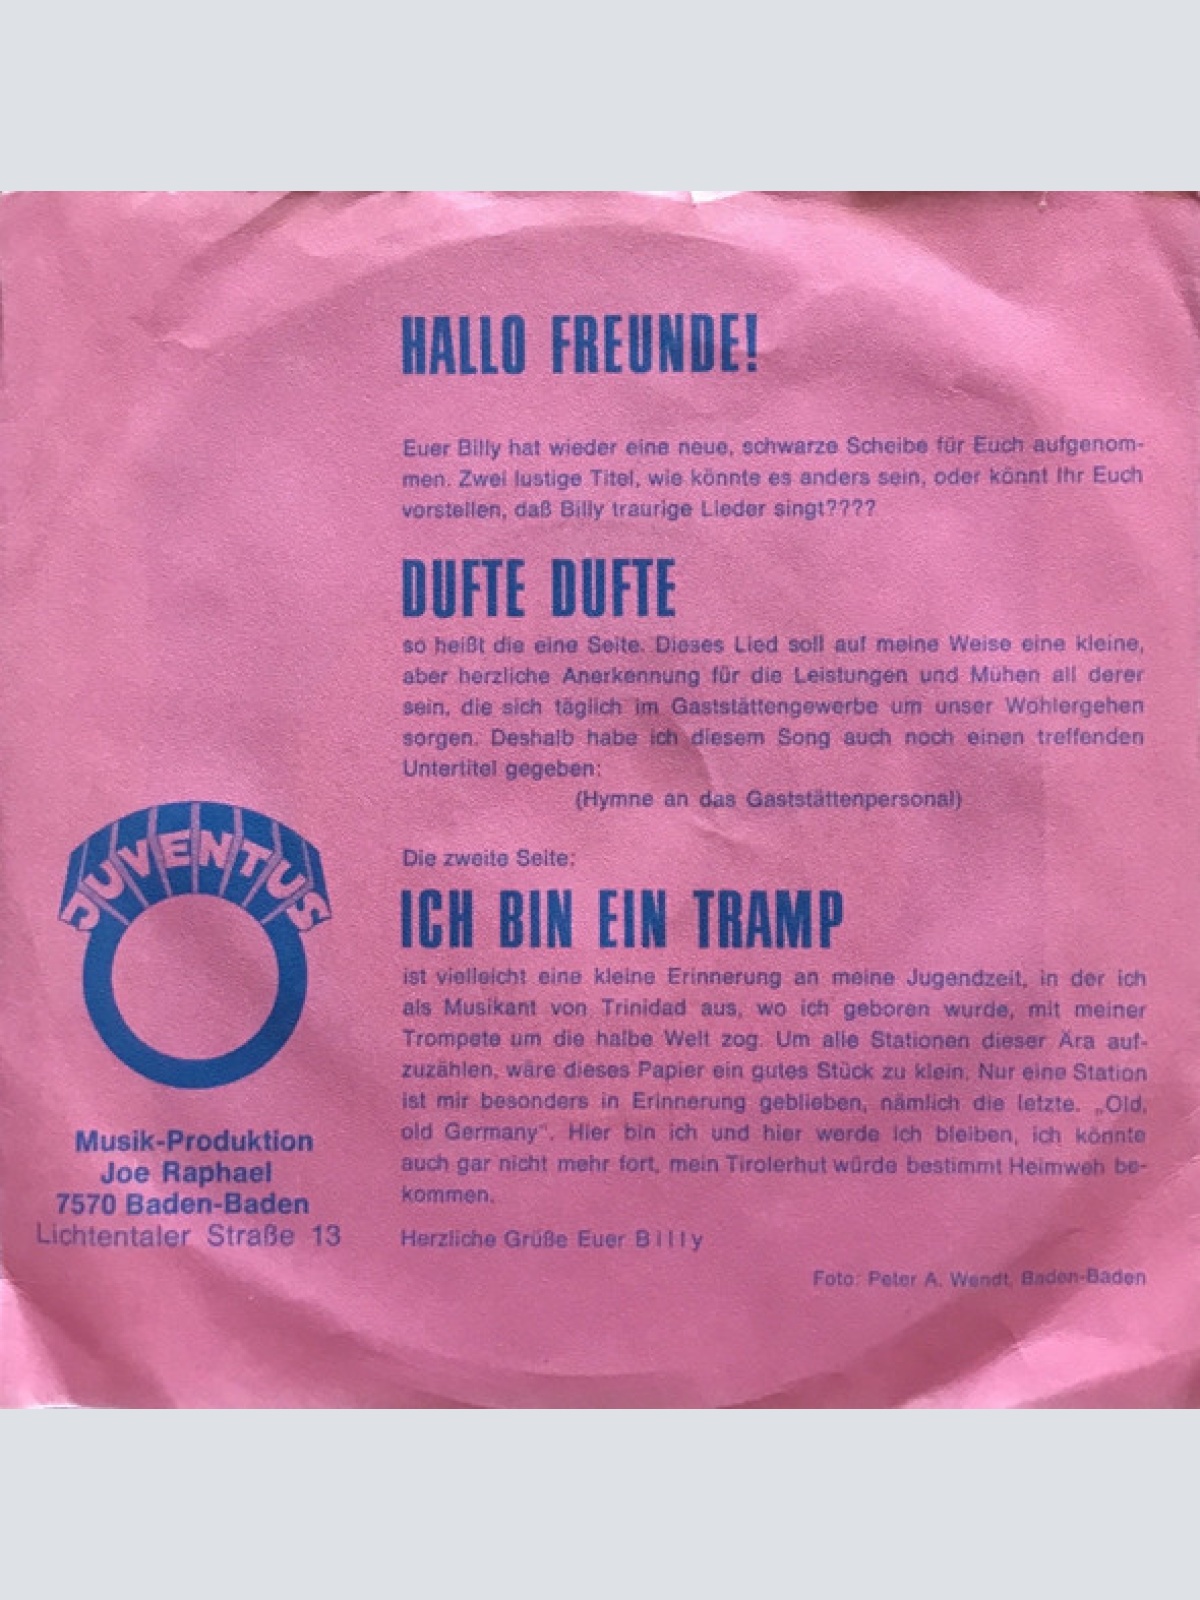 HALLO FREUNDE!
Euer Billy hat wieder eine neue, schwarze Scheibe für Euch aufgenom-
men. Zwei lustige Titel, wie könnte es anders sein, oder könnt Ihr Euch
vorstellen, daß Billy traurige Lieder singt????
DUFTE DUFTE
so heißt die eine Seite. Dieses Lied soll auf meine Weise eine kleine,
aber herzliche Anerkennung für die Leistungen und Mühen all derer
sein, die sich täglich im Gaststättengewerbe um unser Wohlergehen
sorgen. Deshalb habe ich diesem Song auch noch einen treffenden
Untertitel gegeben:
(Hymne an das Gaststättenpersonal)
Die zweite Seite:
ICH BIN EIN TRAMP
ist vielleicht eine kleine Erinnerung an meine Jugendzeit, in der ich
als Musikant von Trinidad aus, wo ich geboren wurde, mit meiner
Trompete um die halbe Welt zog. Um alle Stationen dieser Ära auf-
zuzählen, wäre dieses Papier ein gutes Stück zu klein. Nur eine Station
ist mir besonders in Erinnerung geblieben, nämlich die letzte. „Old,
old Germany". Hier bin ich und hier werde ich bleiben, ich könnte
auch gar nicht mehr fort, mein Tirolerhut würde bestimmt Heimweh be-
kommen.
Herzliche Grüße Euer Billy
Foto: Peter A. Wendt, Baden-Baden
JUVENTUS
Musik-Produktion
Joe Raphael
7570 Baden-Baden
Lichtentaler Straße 13